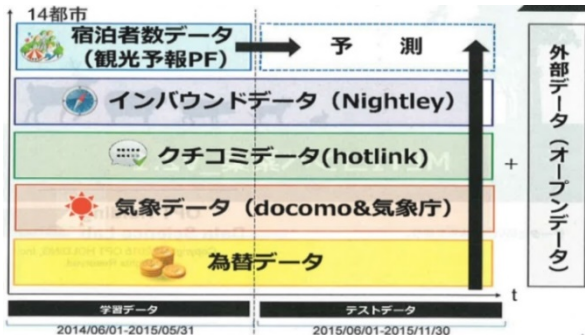 14都市
宿泊者数データ
(観光予報PF)
予 測
インバウンドデータ（Nightley）
クチコミデータ(hotlink)
気象データ（docomo&気象庁）
為替データ
+
外部データ（オープンデータ）
t
学習データ
テストデータ
2014/06/01-2015/05/31
2015/06/01-2015/11/30